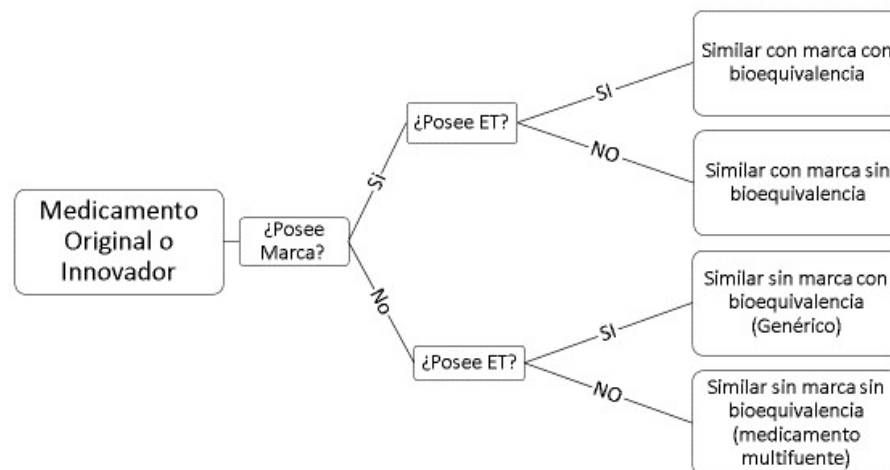 Medicamento
Original o
Innovador
¿Posee
Marca?
Si
No
¿Posee ET?
SI
NO
Similar con marca con
bioequivalencia
Similar con marca sin
bioequivalencia
¿Posee ET?
SI
NO
Similar sin marca con
bioequivalencia
(Genérico)
Similar sin marca sin
bioequivalencia
(medicamento
multifuente)